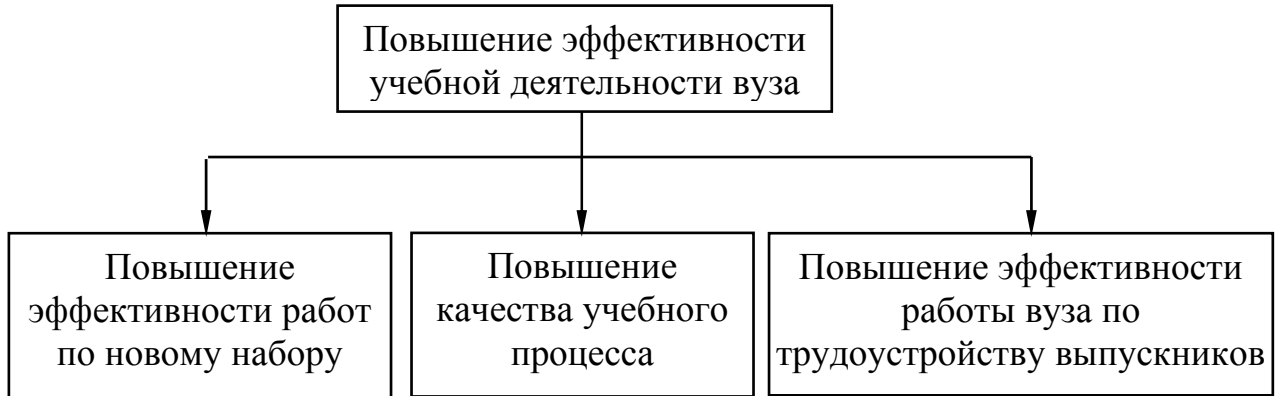 Повышение эффективности
учебной деятельности вуза
Повышение
эффективности работ
по новому набору
Повышение
качества учебного
процесса
Повышение эффективности
работы вуза по
трудоустройству выпускников